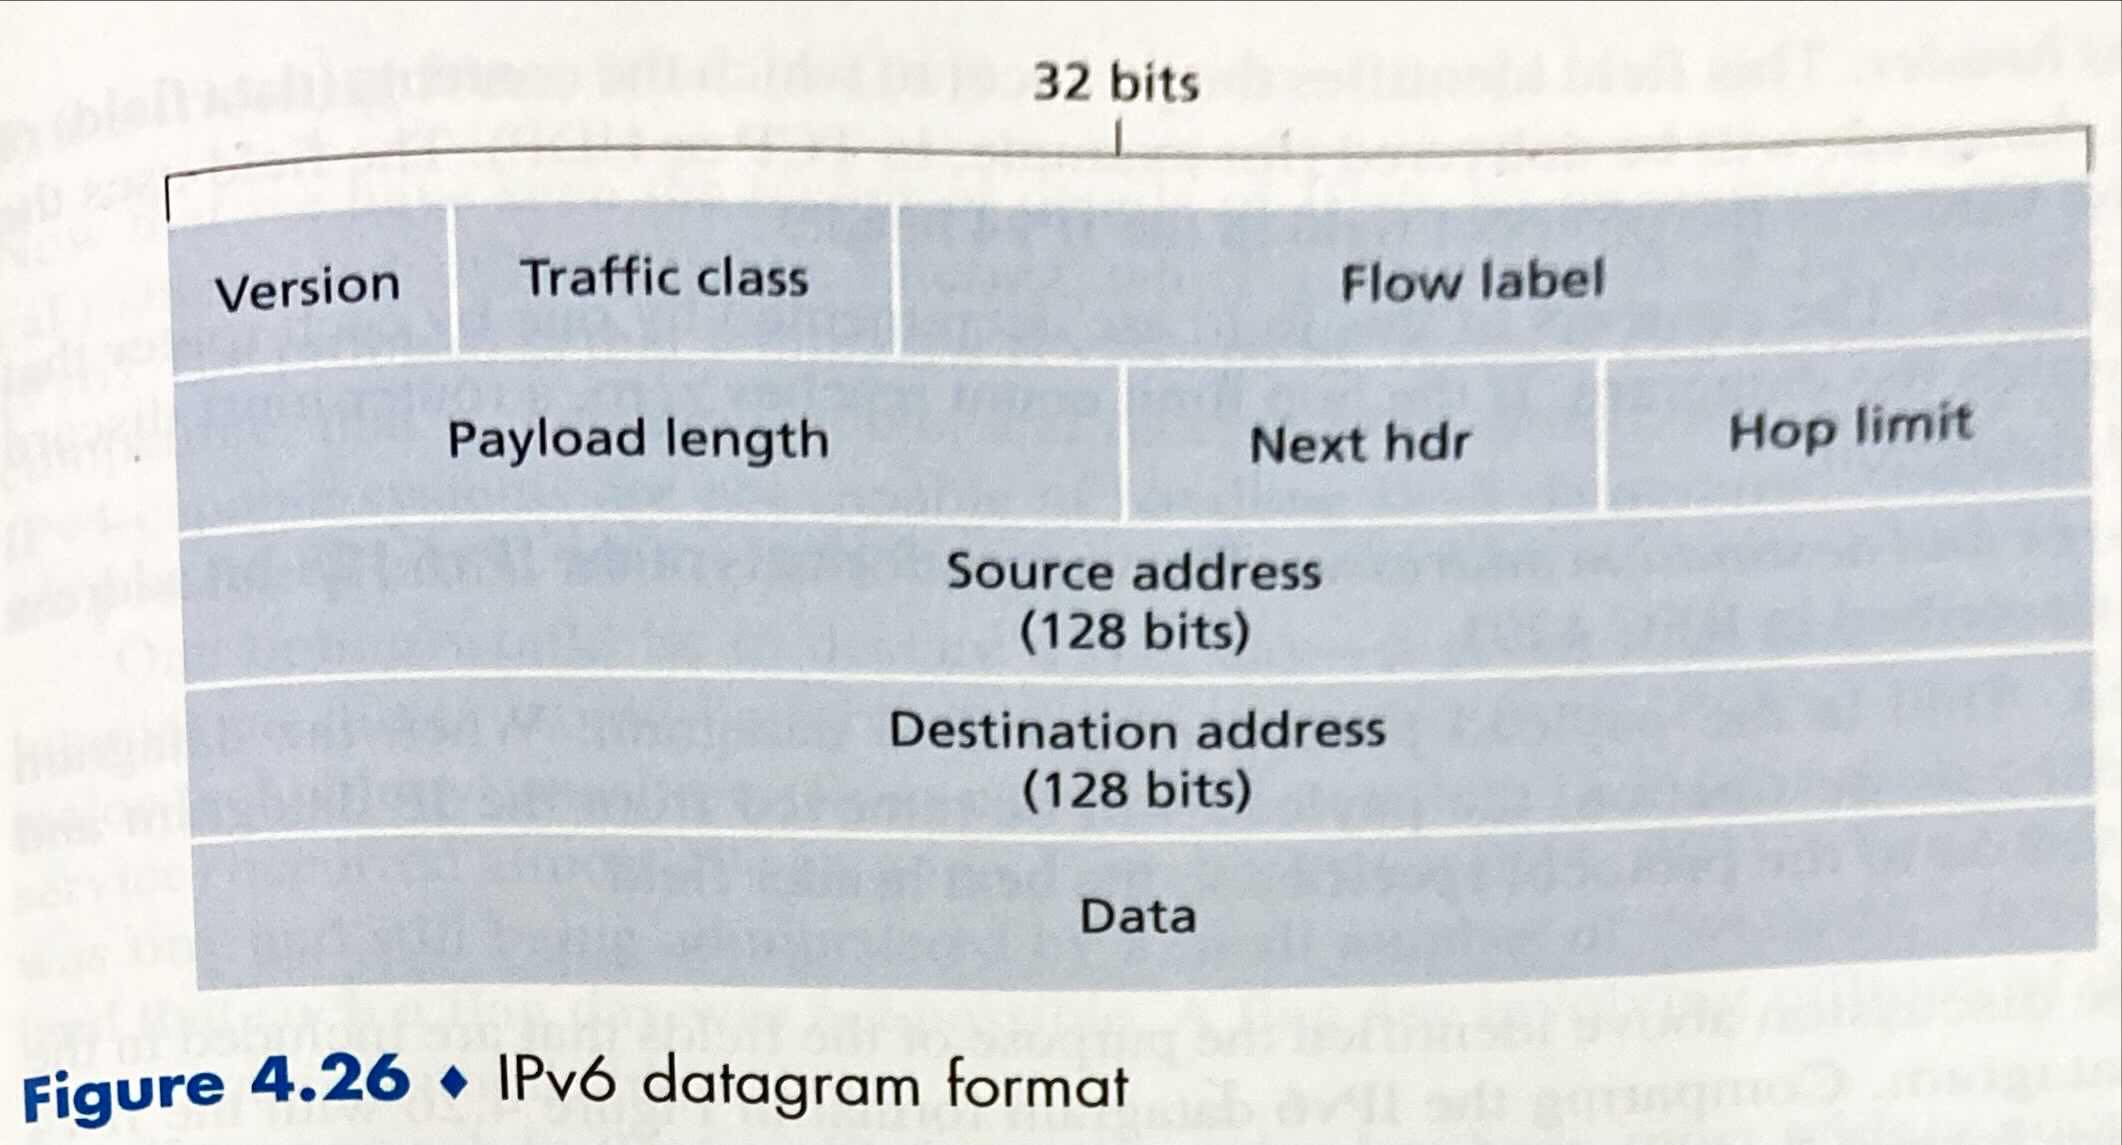 32 bits
Version Traffic class Flow label
Payload length Next hdr Hop limit
Source address
(128 bits)
Destination address
(128 bits)
Data
Figure 4.26 ◆ IPv6 datagram format